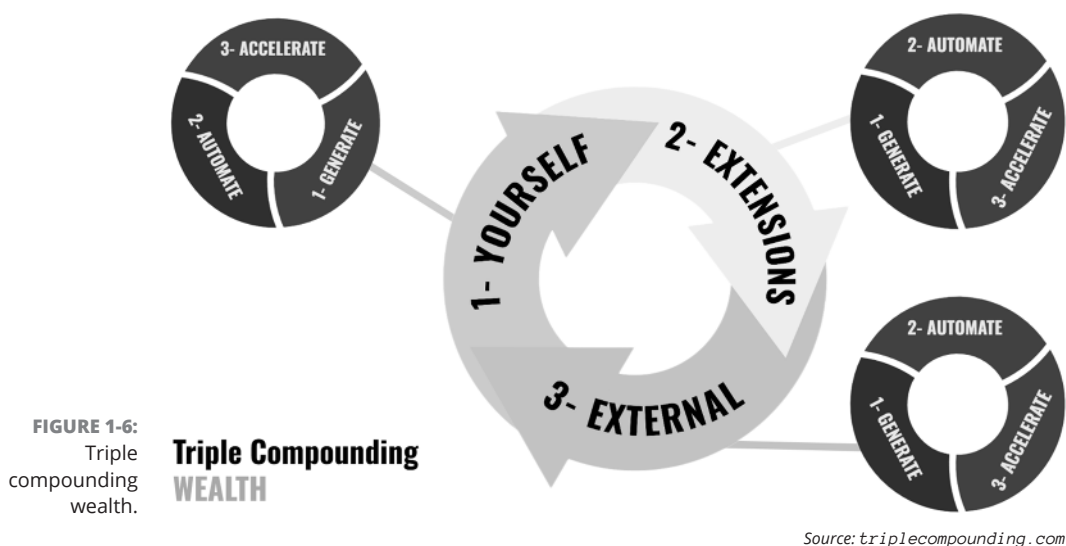 3- ACCELERATE
2- AUTOMATE
1- GENERATE
1- YOURSELF
2- EXTENSIONS
3- EXTERNAL
2- AUTOMATE
1- GENERATE
3- ACCELERATE
2- AUTOMATE
1- GENERATE
3- ACCELERATE
FIGURE 1-6:
Triple
compounding
wealth.
Triple Compounding
WEALTH
Source: triplecompounding.com